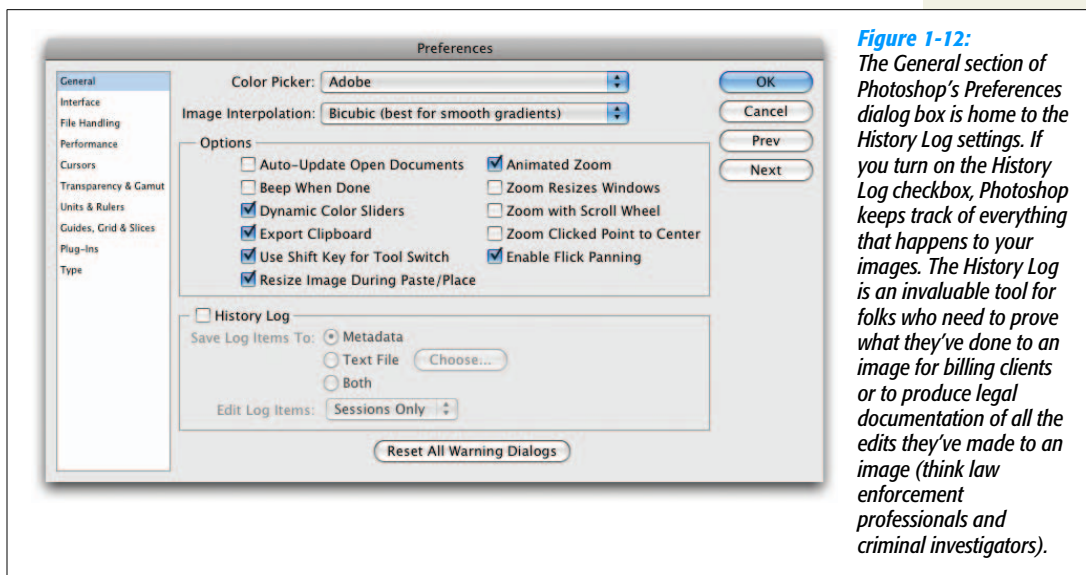 Preferences
General
Interface
File Handling
Performance
Cursors
Transparency & Gamut
Units & Rulers
Guides, Grid & Slices
Plug-Ins
Type
Color Picker: Adobe
Image Interpolation: Bicubic (best for smooth gradients)
Options
Auto-Update Open Documents
Beep When Done
Dynamic Color Sliders
Export Clipboard
Use Shift Key for Tool Switch
Resize Image During Paste/Place
Animated Zoom
Zoom Resizes Windows
Zoom with Scroll Wheel
Zoom Clicked Point to Center
Enable Flick Panning
History Log
Save Log Items To: Metadata
Text File Choose...
Both
Edit Log Items: Sessions Only
Reset All Warning Dialogs
OK
Cancel
Prev
Next
Figure 1-12:
The General section of
Photoshop's Preferences
dialog box is home to the
History Log settings. If
you turn on the History
Log checkbox, Photoshop
keeps track of everything
that happens to your
images. The History Log
is an invaluable tool for
folks who need to prove
what they've done to an
image for billing clients
or to produce legal
documentation of all the
edits they've made to an
image (think law
enforcement
professionals and
criminal investigators).